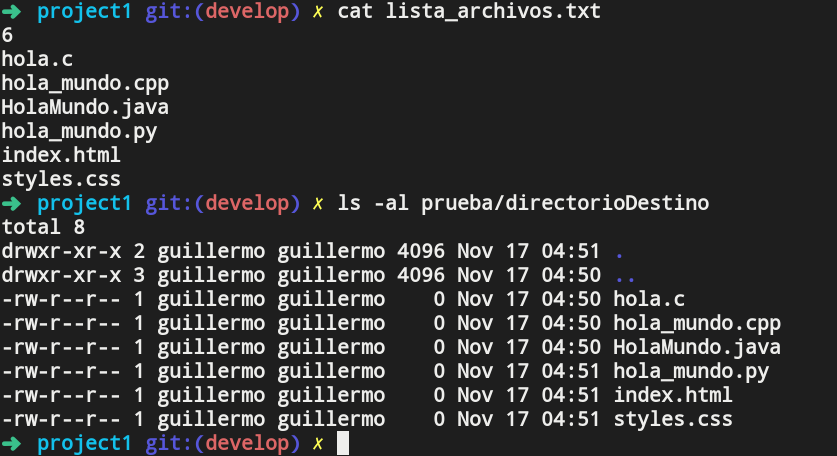 ➜ project1 git:(develop) ✗ cat lista_archivos.txt
6
hola.c
hola_mundo.cpp
HolaMundo.java
hola_mundo.py
index.html
styles.css
➜ project1 git:(develop) ✗ ls -al prueba/directorioDestino
total 8
drwxr-xr-x 2 guillermo guillermo 4096 Nov 17 04:51 .
drwxr-xr-x 3 guillermo guillermo 4096 Nov 17 04:50 ..
-rw-r--r-- 1 guillermo guillermo    0 Nov 17 04:50 hola.c
-rw-r--r-- 1 guillermo guillermo    0 Nov 17 04:50 hola_mundo.cpp
-rw-r--r-- 1 guillermo guillermo    0 Nov 17 04:50 HolaMundo.java
-rw-r--r-- 1 guillermo guillermo    0 Nov 17 04:51 hola_mundo.py
-rw-r--r-- 1 guillermo guillermo    0 Nov 17 04:51 index.html
-rw-r--r-- 1 guillermo guillermo    0 Nov 17 04:51 styles.css
➜ project1 git:(develop) ✗